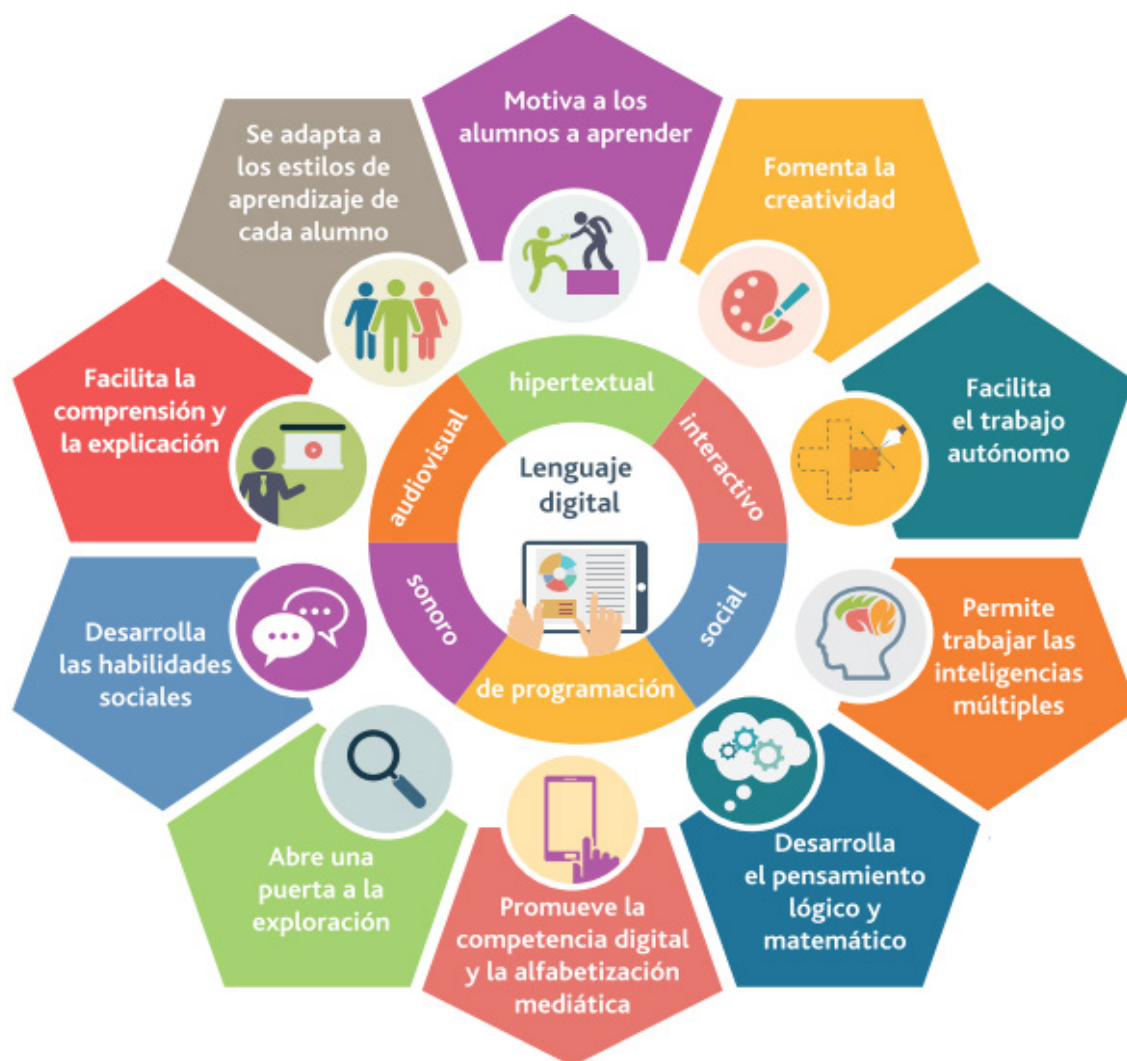 Motiva a los
alumnos a aprender
Fomenta la
creatividad
Facilita
el trabajo
autónomo
Permite
trabajar las
inteligencias
múltiples
Desarrolla
el pensamiento
lógico y
matemático
Promueve la
competencia digital
y la alfabetización
mediática
Abre una
puerta a la
exploración
Desarrolla
las habilidades
sociales
Facilita la
comprensión y
la explicación
Se adapta a
los estilos de
aprendizaje de
cada alumno
hipertextual
interactivo
social
de programación
sonoro
audiovisual
Lenguaje
digital